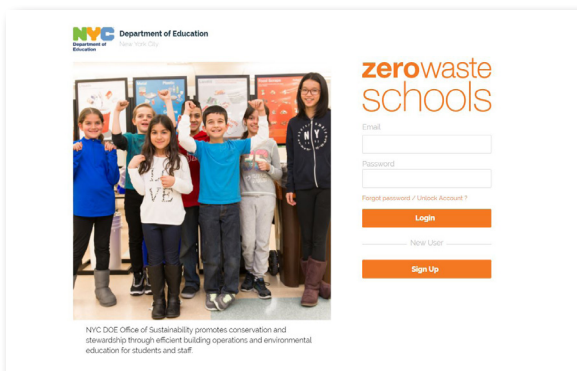 NYC
Department of
Education
Department of Education
New York City
zerowaste
schools
Email
Password
Forgot password / Unlock Account ?
Login
New User
Sign Up
LOVE
NY
NYC DOE Office of Sustainability promotes conservation and
stewardship through efficient building operations and environmental
education for students and staff.